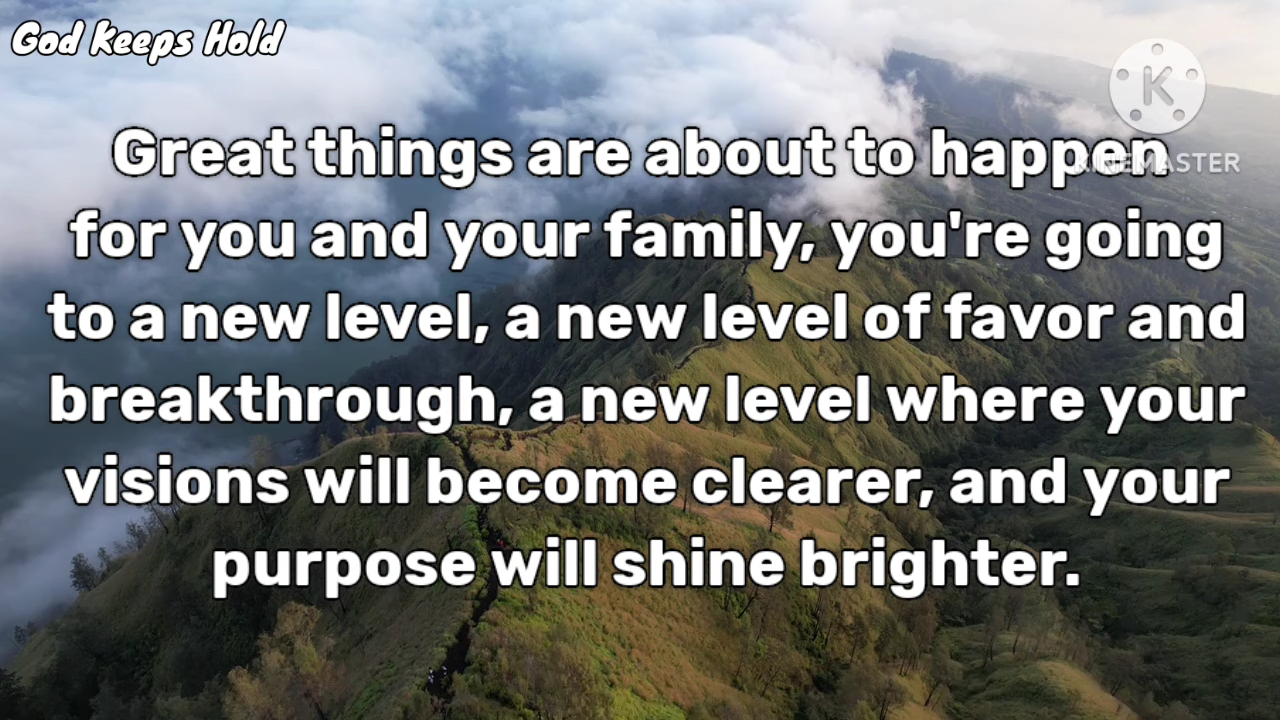 God Keeps Hold
Great things are about to happen
KINEMASTER
for you and your family, you're going
to a new level, a new level of favor and
breakthrough, a new level where your
visions will become clearer, and your
purpose will shine brighter.